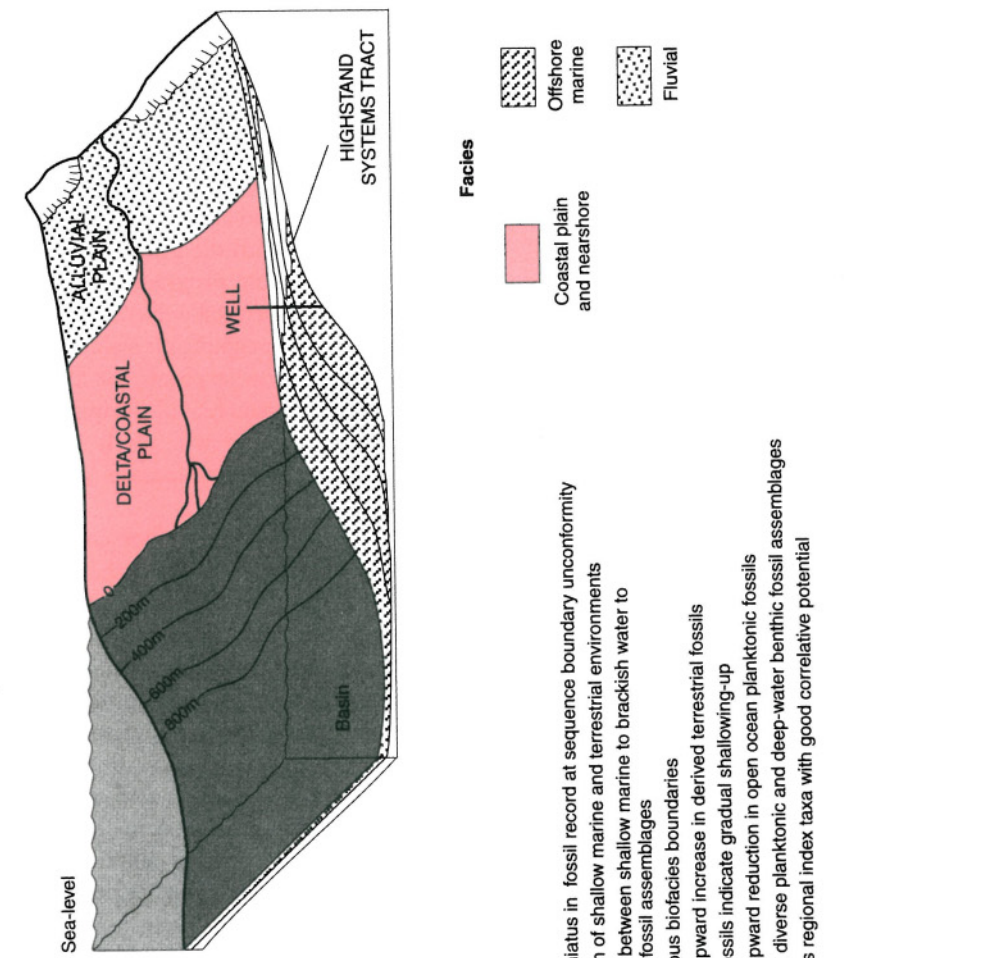 Sea-level
0
200m
400m
600m
800m
Basin
DELTA/COASTAL
PLAIN
ALLUVIAL
PLAIN
WELL
HIGHSTAND
SYSTEMS TRACT
Facies
Coastal plain
and nearshore
Offshore
marine
Fluvial
in fossil record at sequence boundary unconformity
of shallow marine and terrestrial environments
between shallow marine to brackish water to
fossil assemblages
biofacies boundaries
increase in derived terrestrial fossils
indicate gradual shallowing-up
reduction in open ocean planktonic fossils
diverse planktonic and deep-water benthic fossil assemblages
regional index taxa with good correlative potential